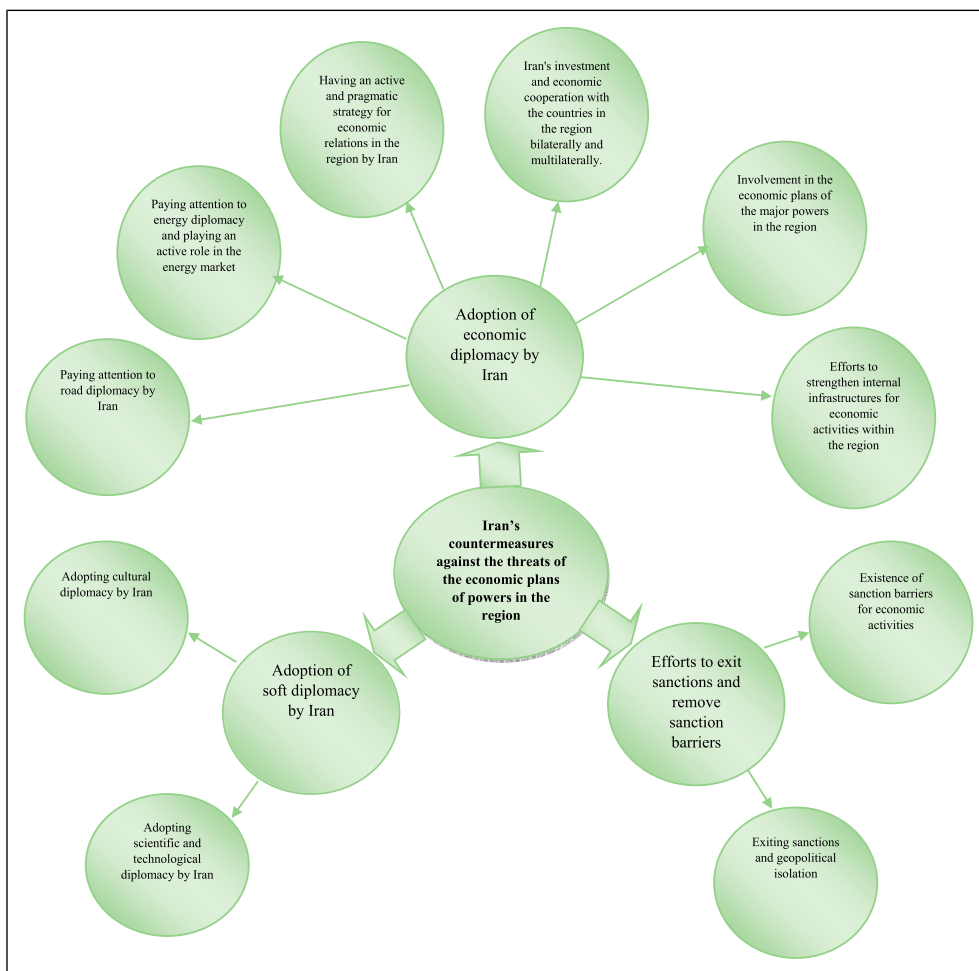 Having an active
and pragmatic
strategy for
economic
relations in the
region by Iran
Iran's investment
and economic
cooperation with
the countries in
the region
bilaterally and
multilaterally.
Paying attention to
energy diplomacy
and playing an
active role in the
energy market
Involvement in the
economic plans of
the major powers
in the region
Adoption of
economic
diplomacy by
Iran
Paying attention to
road diplomacy by
Iran
Efforts to
strengthen internal
infrastructures for
economic
activities within
the region
Iran’s
countermeasures
against the threats of
the economic plans
of powers in the
region
Adopting cultural
diplomacy by Iran
Existence of
sanction barriers
for economic
activities
Adoption of
soft diplomacy
by Iran
Efforts to exit
sanctions and
remove
sanction
barriers
Adopting
scientific and
technological
diplomacy by Iran
Exiting sanctions
and geopolitical
isolation